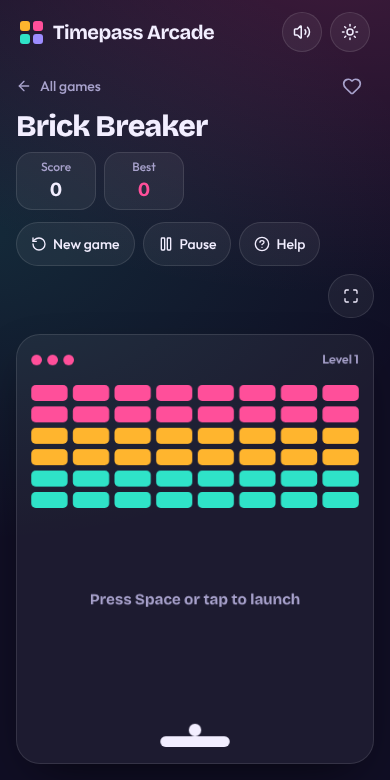 Timepass Arcade
All games
Brick Breaker
Score
0
Best
0
New game
Pause
Help
Level 1
Press Space or tap to launch